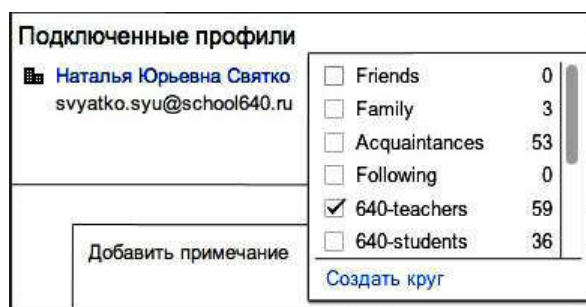 Подключенные профили
Наталья Юрьевна Святко
svyatko.syu@school640.ru
Friends 0
Family 3
Acquaintances 53
Following 0
640-teachers 59
640-students 36
Создать круг
Добавить примечание